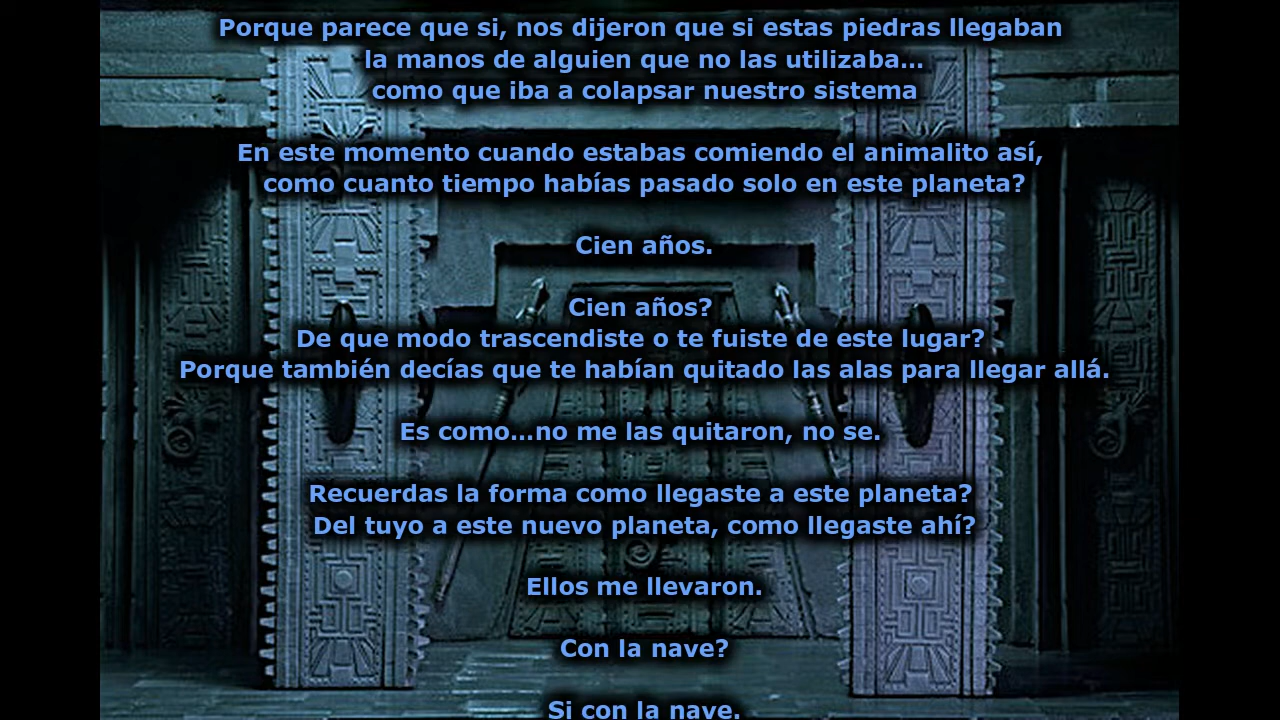 Porque parece que si, nos dijeron que si estas piedras llegaban
la manos de alguien que no las utilizaba...
como que iba a colapsar nuestro sistema
En este momento cuando estabas comiendo el animalito así,
como cuanto tiempo habías pasado solo en este planeta?
Cien años.
Cien años?
De que modo trascendiste o te fuiste de este lugar?
Porque también decías que te habían quitado las alas para llegar allá.
Es como...no me las quitaron, no se.
Recuerdas la forma como llegaste a este planeta?
Del tuyo a este nuevo planeta, como llegaste ahí?
Ellos me llevaron.
Con la nave?
Si con la nave.